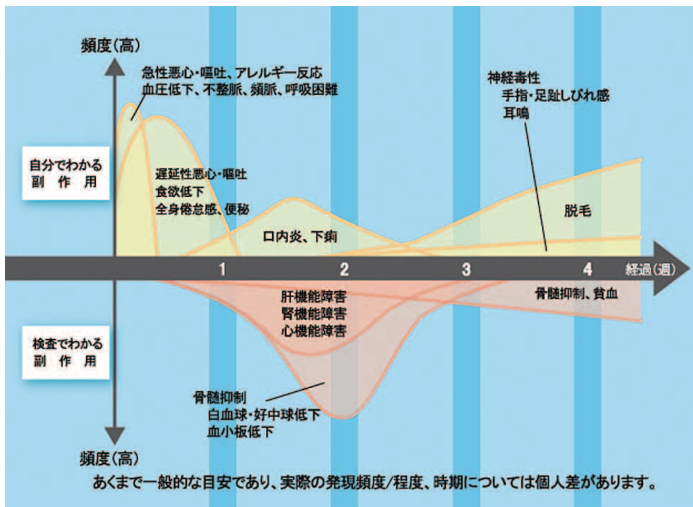 頻度(高)
急性悪心・嘔吐、アレルギー反応
血圧低下、不整脈、頻脈、呼吸困難
神経毒性
手指・足趾しびれ感
耳鳴
自分でわかる
副作用
遅延性悪心・嘔吐
食欲低下
全身倦怠感、便秘
口内炎、下痢
脱毛
1 2 3 4 経過(週)
肝機能障害
腎機能障害
心機能障害
骨髄抑制、貧血
検査でわかる
副作用
骨髄抑制
白血球・好中球低下
血小板低下
頻度(高)
あくまで一般的な目安であり、実際の発現頻度/程度、時期については個人差があります。